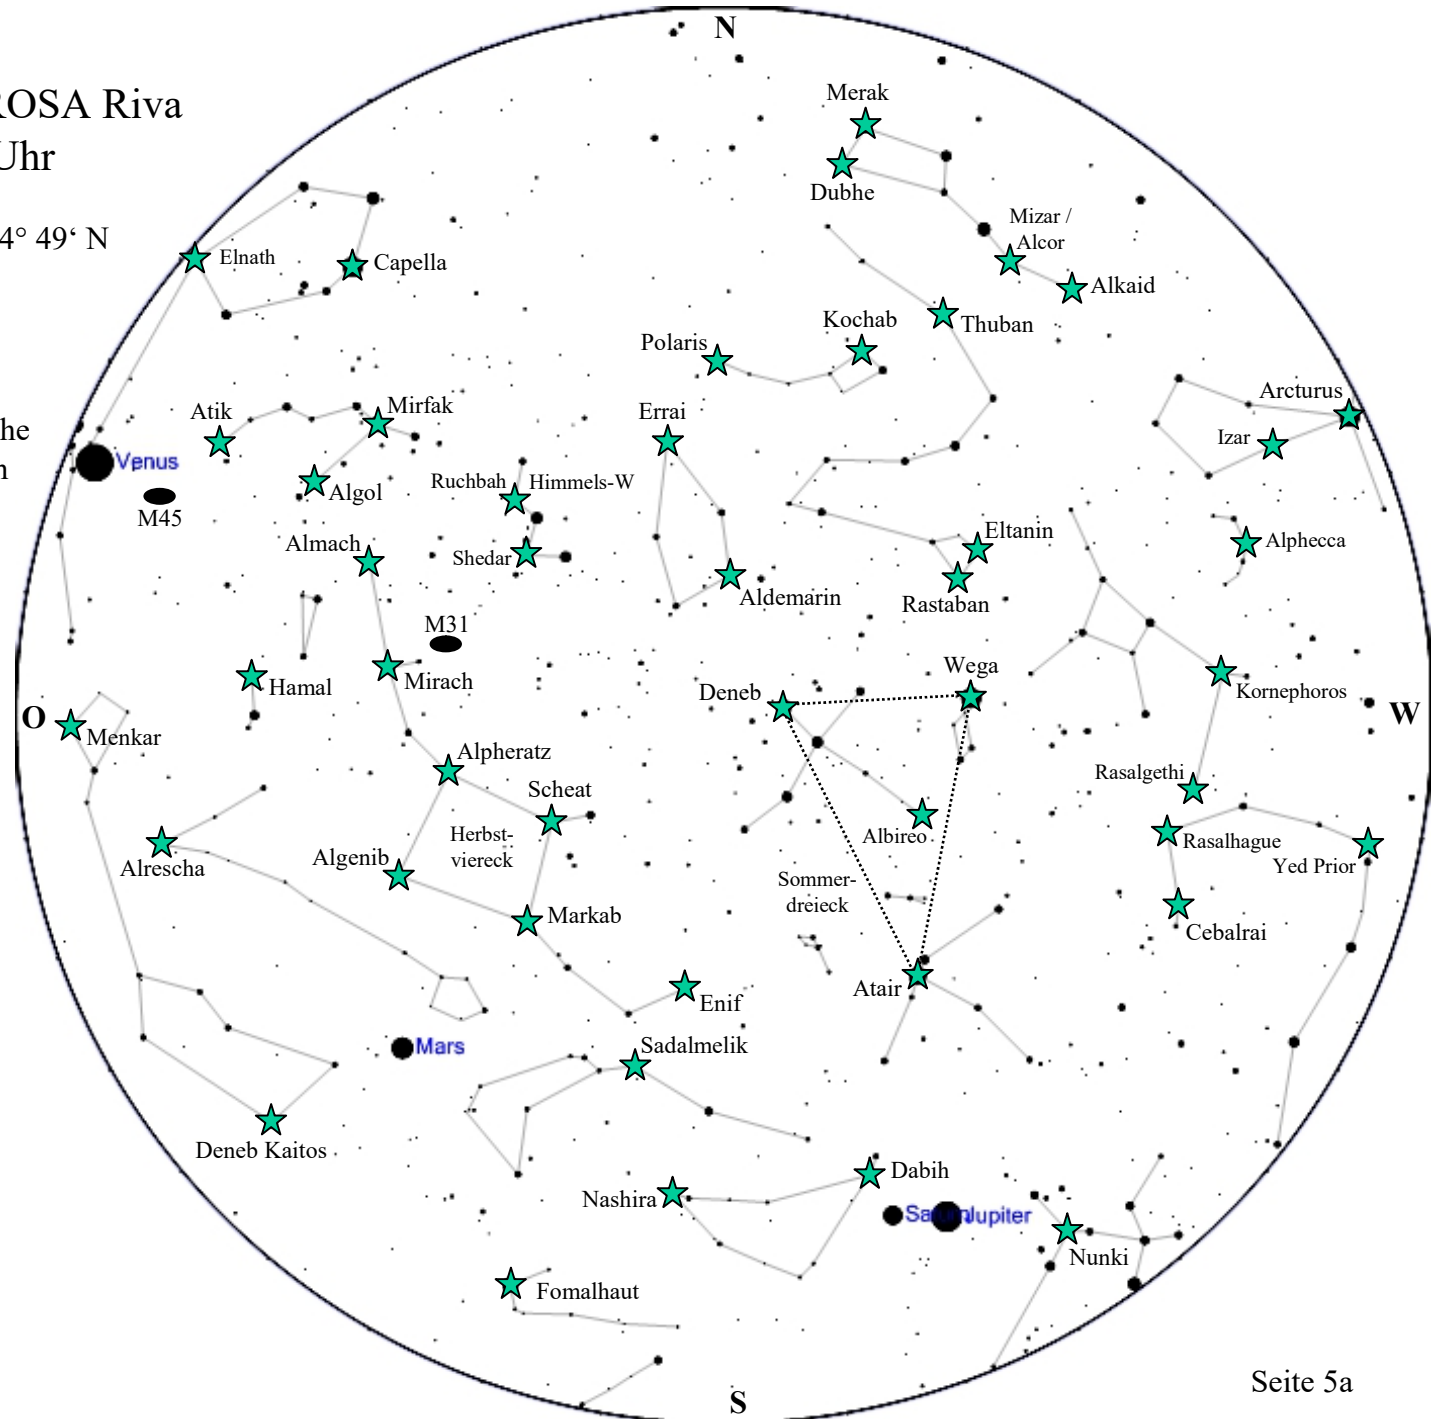 N
ROSA Riva
Uhr
4° 49‘ N
he
n
Merak
Dubhe
Mizar /
Alcor
Alkaid
Elnath
Capella
Thuban
Kochab
Polaris
Arcturus
Izar
Atik
Mirfak
Errai
Venus
M45
Algol
Ruchbah
Himmels-W
Shedar
Almach
Eltanin
Alphecca
Rastaban
Aldemarin
M31
Hamal
Mirach
Deneb
Wega
Kornephoros
O
W
Menkar
Alpheratz
Scheat
Rasalgethi
Herbst-
viereck
Albireo
Rasalhague
Yed Prior
Alrescha
Algenib
Sommer-
dreieck
Markab
Cebalrai
Atair
Enif
Mars
Sadalmelik
Deneb Kaitos
Nashira
Dabih
Saturn
Jupiter
Nunki
Fomalhaut
S
Seite 5a